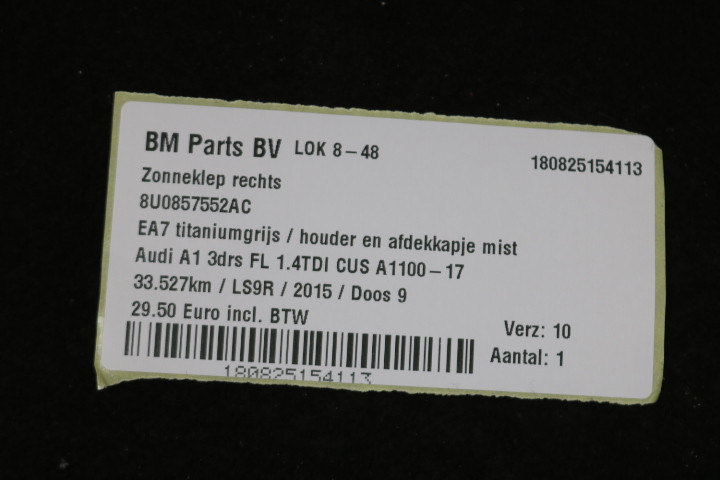 BM Parts BV LOK 8-48
180825154113
Zonneklep rechts
8U0857552AC
EA7 titaniumgrijs / houder en afdekkapje mist
Audi A1 3drs FL 1.4TDI CUS A1100-17
33.527km / LS9R / 2015 / Doos 9
29.50 Euro incl. BTW
Verz: 10
Aantal: 1
180825154113